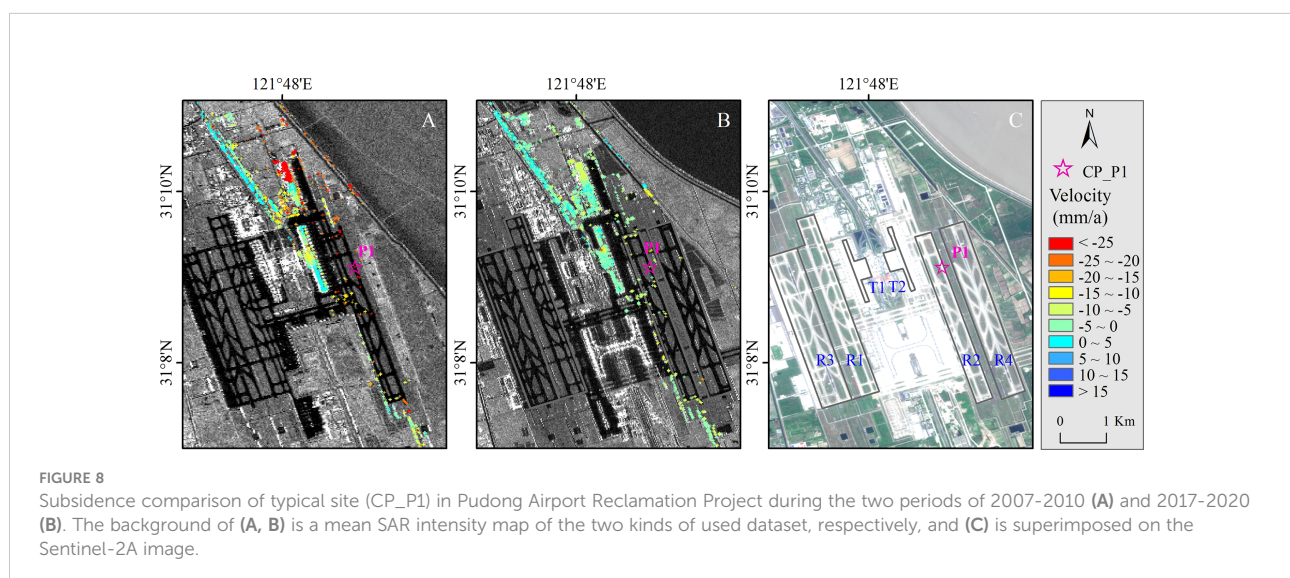 121°48'E
121°48'E
121°48'E
31°10'N
31°8'N
A
P1
31°10'N
31°8'N
B
P1
31°10'N
31°8'N
C
P1
T1
T2
R3
R1
R2
R4
N
CP_P1
Velocity
(mm/a)
< -25
-25 ~ -20
-20 ~ -15
-15 ~ -10
-10 ~ -5
-5 ~ 0
0 ~ 5
5 ~ 10
10 ~ 15
> 15
0 1 Km
FIGURE 8
Subsidence comparison of typical site (CP_P1) in Pudong Airport Reclamation Project during the two periods of 2007-2010 (A) and 2017-2020
(B). The background of (A, B) is a mean SAR intensity map of the two kinds of used dataset, respectively, and (C) is superimposed on the
Sentinel-2A image.